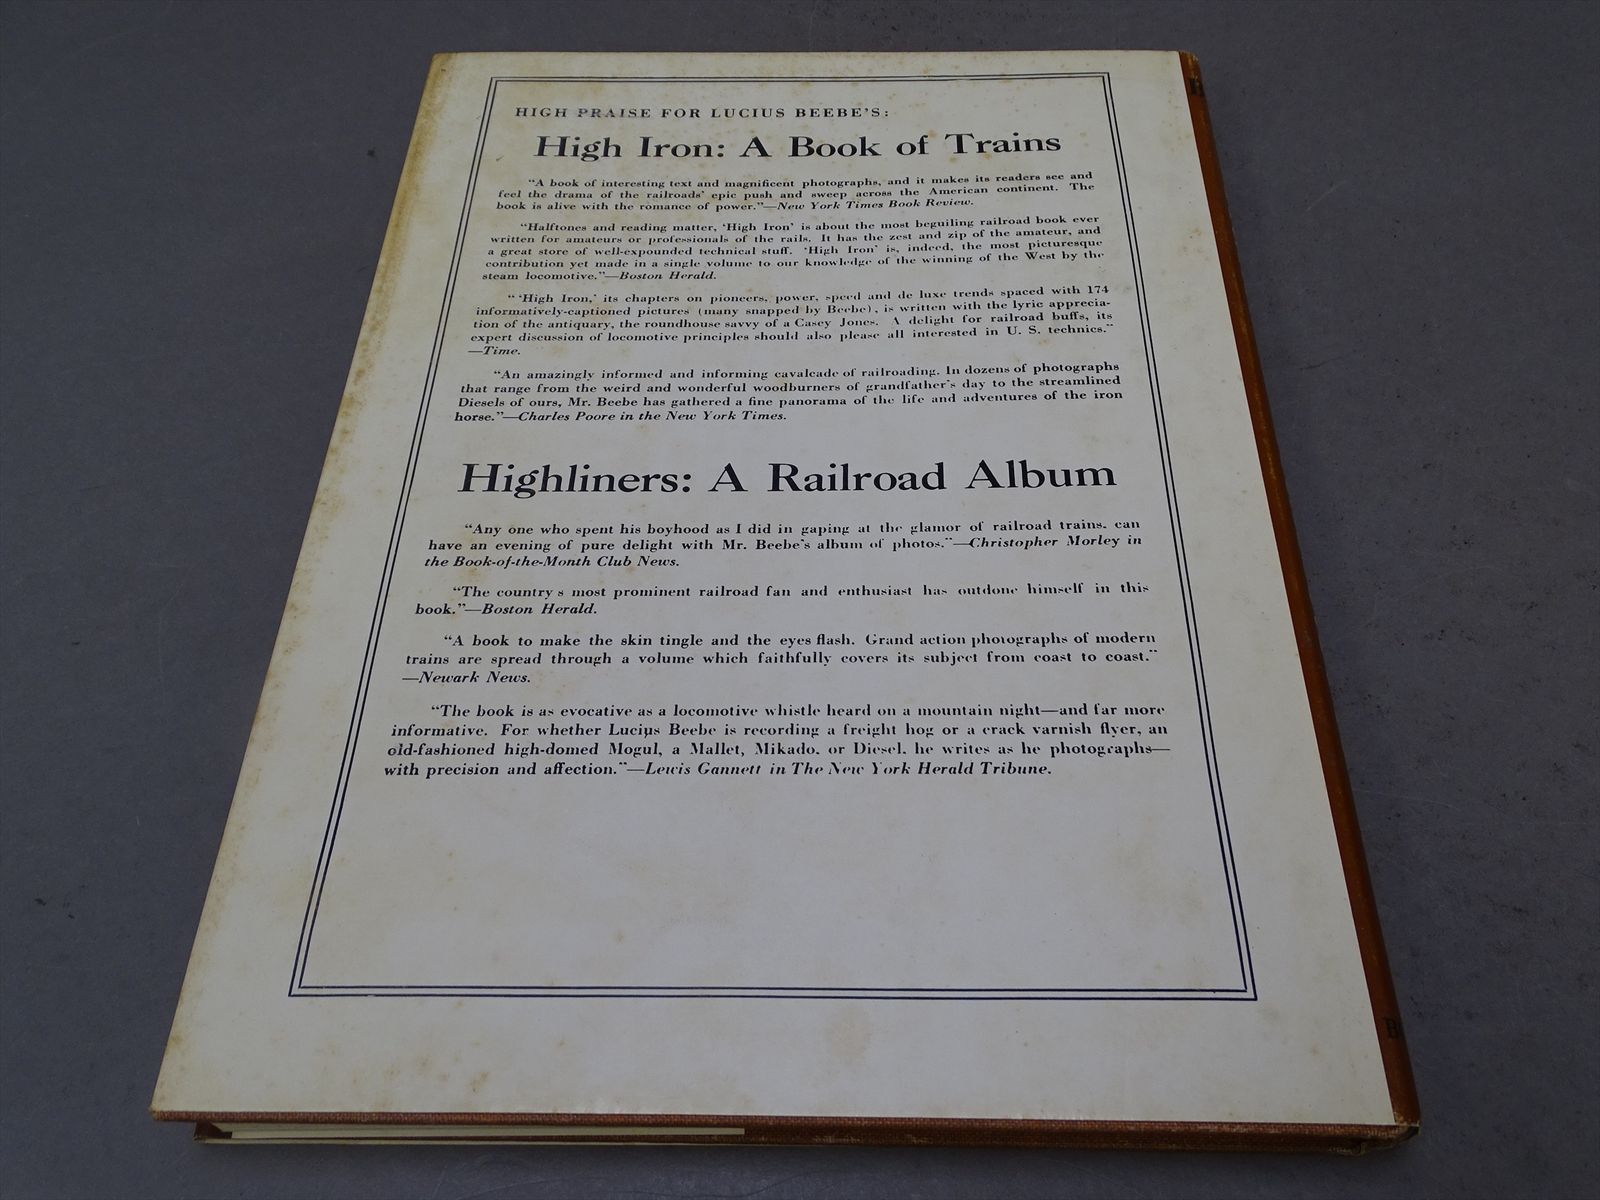 HIGH PRAISE FOR LUCIUS BEEBE'S:
High Iron: A Book of Trains
"A book of interesting text and magnificent photographs, and it makes its readers see and
feel the drama of the railroads' epic push and sweep across the American continent. The
book is alive with the romance of power."—New York Times Book Review.
"Halftones and reading matter, 'High Iron' is about the most beguiling railroad book ever
written for amateurs or professionals of the rails. It has the zest and zip of the amateur, and
a great store of well-expounded technical stuff. 'High Iron' is, indeed, the most picturesque
contribution yet made in a single volume to our knowledge of the winning of the West by the
steam locomotive."—Boston Herald.
" 'High Iron,' its chapters on pioneers, power, speed and de luxe trends spaced with 174
informatively-captioned pictures (many snapped by Beebe), is written with the lyric apprecia-
tion of the antiquary, the roundhouse savvy of a Casey Jones. A delight for railroad buffs, its
expert discussion of locomotive principles should also please all interested in U. S. technics."
—Time.
"An amazingly informed and informing cavalcade of railroading. In dozens of photographs
that range from the weird and wonderful woodburners of grandfather's day to the streamlined
Diesels of ours, Mr. Beebe has gathered a fine panorama of the life and adventures of the iron
horse."—Charles Poore in the New York Times.
Highliners: A Railroad Album
"Any one who spent his boyhood as I did in gaping at the glamor of railroad trains, can
have an evening of pure delight with Mr. Beebe's album of photos."—Christopher Morley in
the Book-of-the-Month Club News.
"The country's most prominent railroad fan and enthusiast has outdone himself in this
book."—Boston Herald.
"A book to make the skin tingle and the eyes flash. Grand action photographs of modern
trains are spread through a volume which faithfully covers its subject from coast to coast."
—Newark News.
"The book is as evocative as a locomotive whistle heard on a mountain night—and far more
informative. For whether Lucius Beebe is recording a freight hog or a crack varnish flyer, an
old-fashioned high-domed Mogul, a Mallet, Mikado, or Diesel, he writes as he photographs—
with precision and affection."—Lewis Gannett in The New York Herald Tribune.